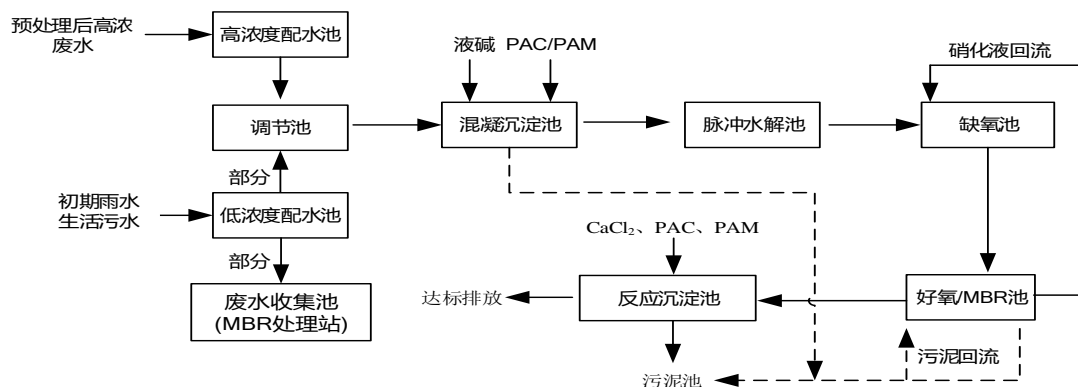 预处理后高浓
废水
高浓度配水池
液碱 PAC/PAM
硝化液回流
调节池
混凝沉淀池
脉冲水解池
缺氧池
部分
初期雨水
生活污水
低浓度配水池
部分
CaCl₂、PAC、PAM
废水收集池
(MBR处理站)
达标排放
反应沉淀池
好氧/MBR池
污泥回流
污泥池